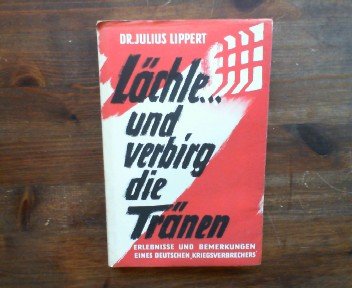 DR. JULIUS LIPPERT
Lächle...
und
verbirg
die
Tränen
ERLEBNISSE UND BEMERKUNGEN
EINES DEUTSCHEN „KRIEGSVERBRECHERS"